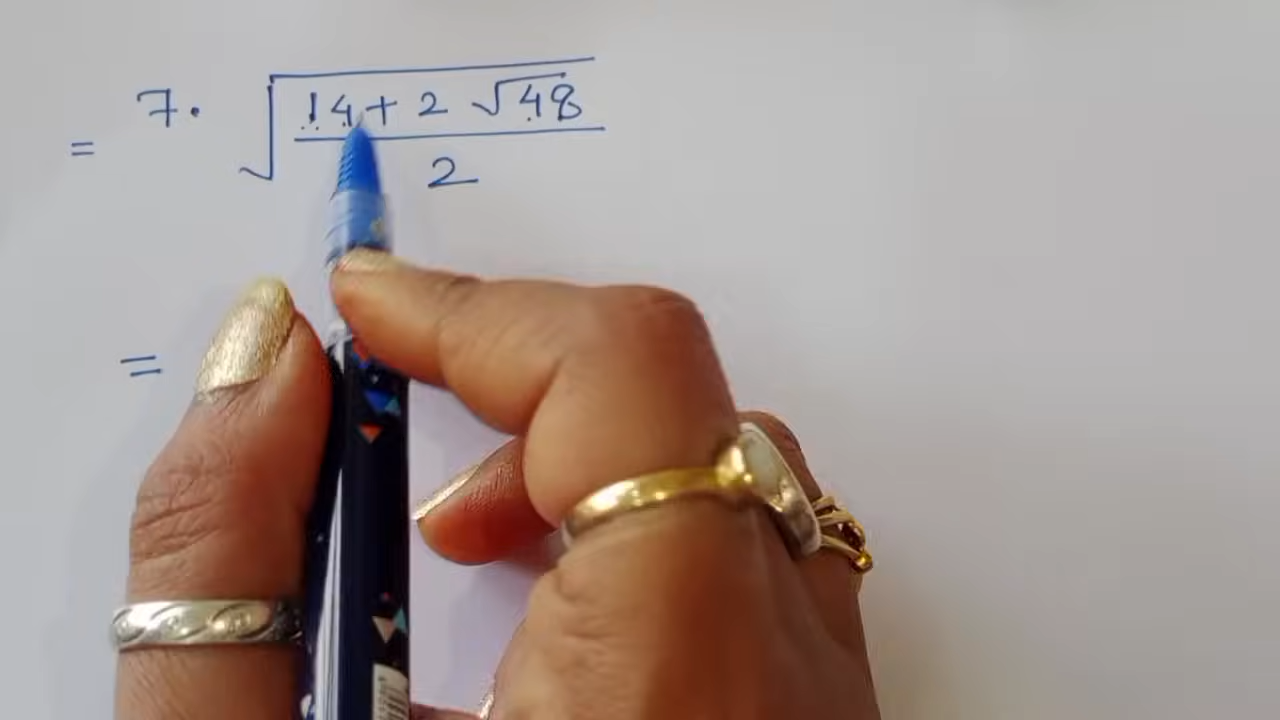 = 7. √((14 + 2 √48)/2)
=